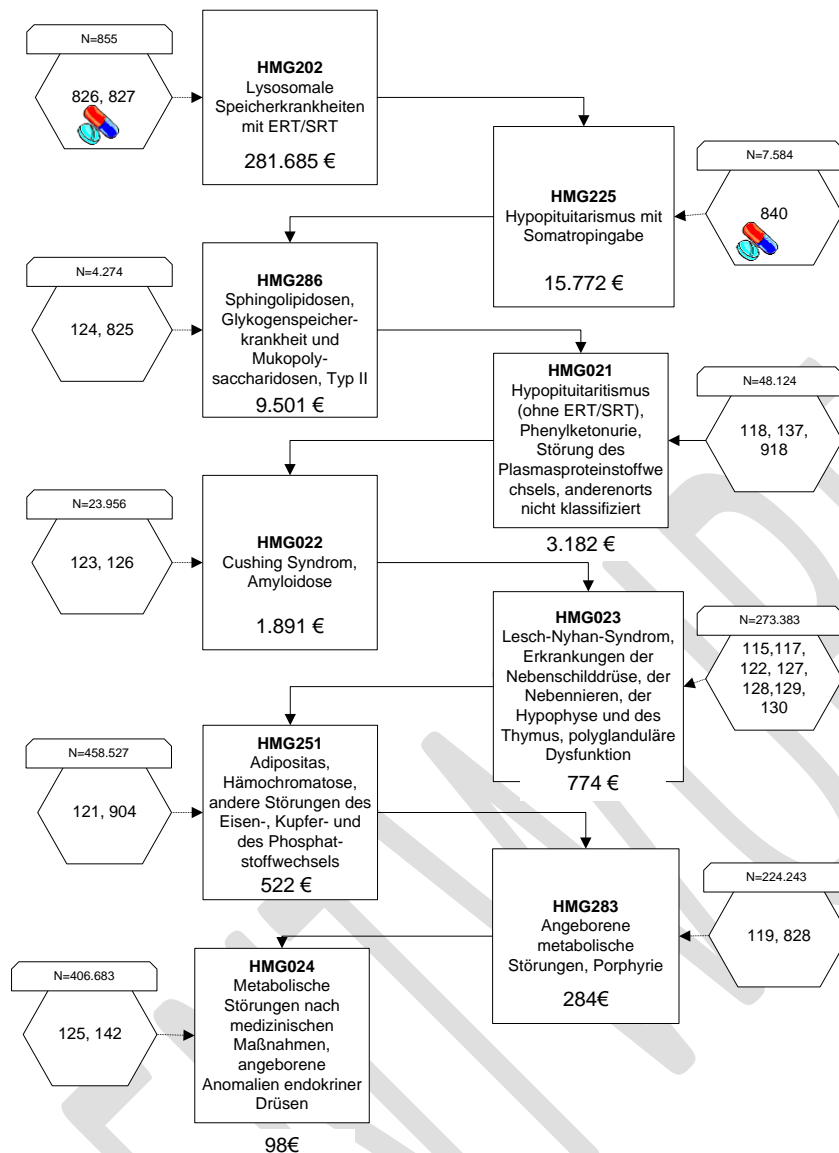 N=855
826, 827
HMG202
Lysosomale
Speicherkrankheiten
mit ERT/SRT
281.685 €
N=7.584
840
HMG225
Hypopituitarismus mit
Somatropingabe
15.772 €
N=4.274
124, 825
HMG286
Sphingolipidosen,
Glykogenspeicher-
krankheit und
Mukopoly-
saccharidosen, Typ II
9.501 €
N=48.124
118, 137,
918
HMG021
Hypopituitaritismus
(ohne ERT/SRT),
Phenylketonurie,
Störung des
Plasmasproteinstoffwe
chsels, anderenorts
nicht klassifiziert
3.182 €
N=23.956
123, 126
HMG022
Cushing Syndrom,
Amyloidose
1.891 €
N=273.383
115,117,
122, 127,
128,129,
130
HMG023
Lesch-Nyhan-Syndrom,
Erkrankungen der
Nebenschilddrüse, der
Nebennieren, der
Hypophyse und des
Thymus, polyglanduläre
Dysfunktion
774 €
N=458.527
121, 904
HMG251
Adipositas,
Hämochromatose,
andere Störungen des
Eisen-, Kupfer- und
des Phosphat-
stoffwechsels
522 €
N=224.243
119, 828
HMG283
Angeborene
metabolische
Störungen, Porphyrie
284€
N=406.683
125, 142
HMG024
Metabolische
Störungen nach
medizinischen
Maßnahmen,
angeborene
Anomalien endokriner
Drüsen
98€